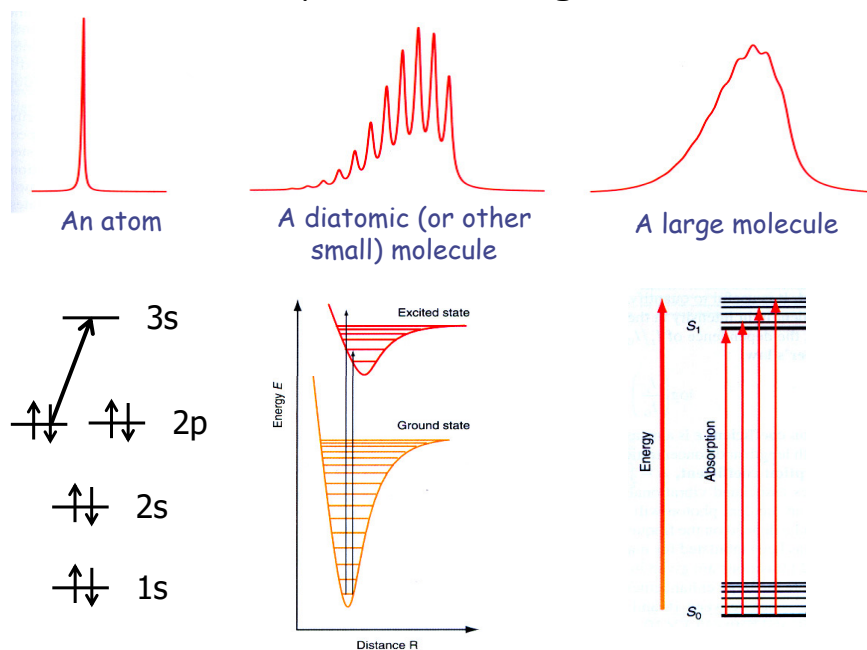 An atom
A diatomic (or other
small) molecule
A large molecule
3s
2p
2s
1s
Excited state
Ground state
Energy E
Distance R
S1
Energy
Absorption
S0